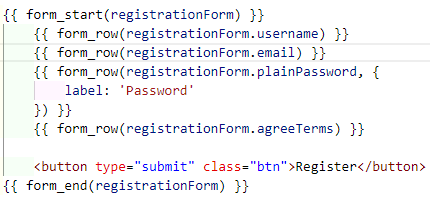 {{ form_start(registrationForm) }}
{{ form_row(registrationForm.username) }}
{{ form_row(registrationForm.email) }}
{{ form_row(registrationForm.plainPassword, {
label: 'Password'
}) }}
{{ form_row(registrationForm.agreeTerms) }}
<button type="submit" class="btn">Register</button>
{{ form_end(registrationForm) }}